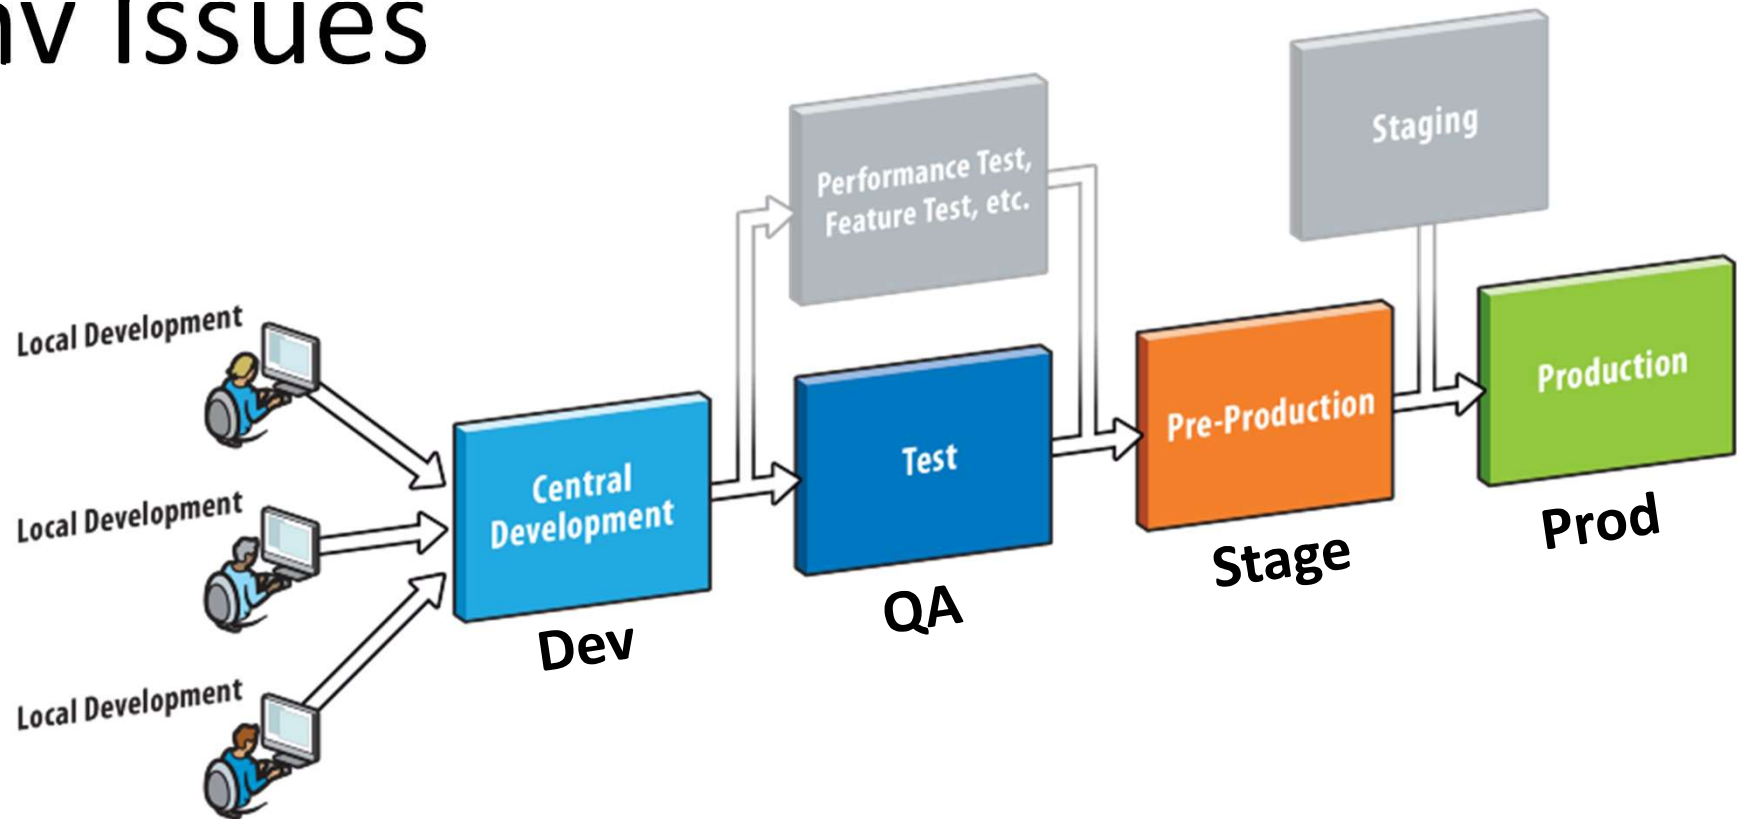 Issues
Staging
Performance Test,
Feature Test, etc.
Local Development
Production
Pre-Production
Test
Central
Development
Local Development
Prod
Stage
QA
Dev
Local Development